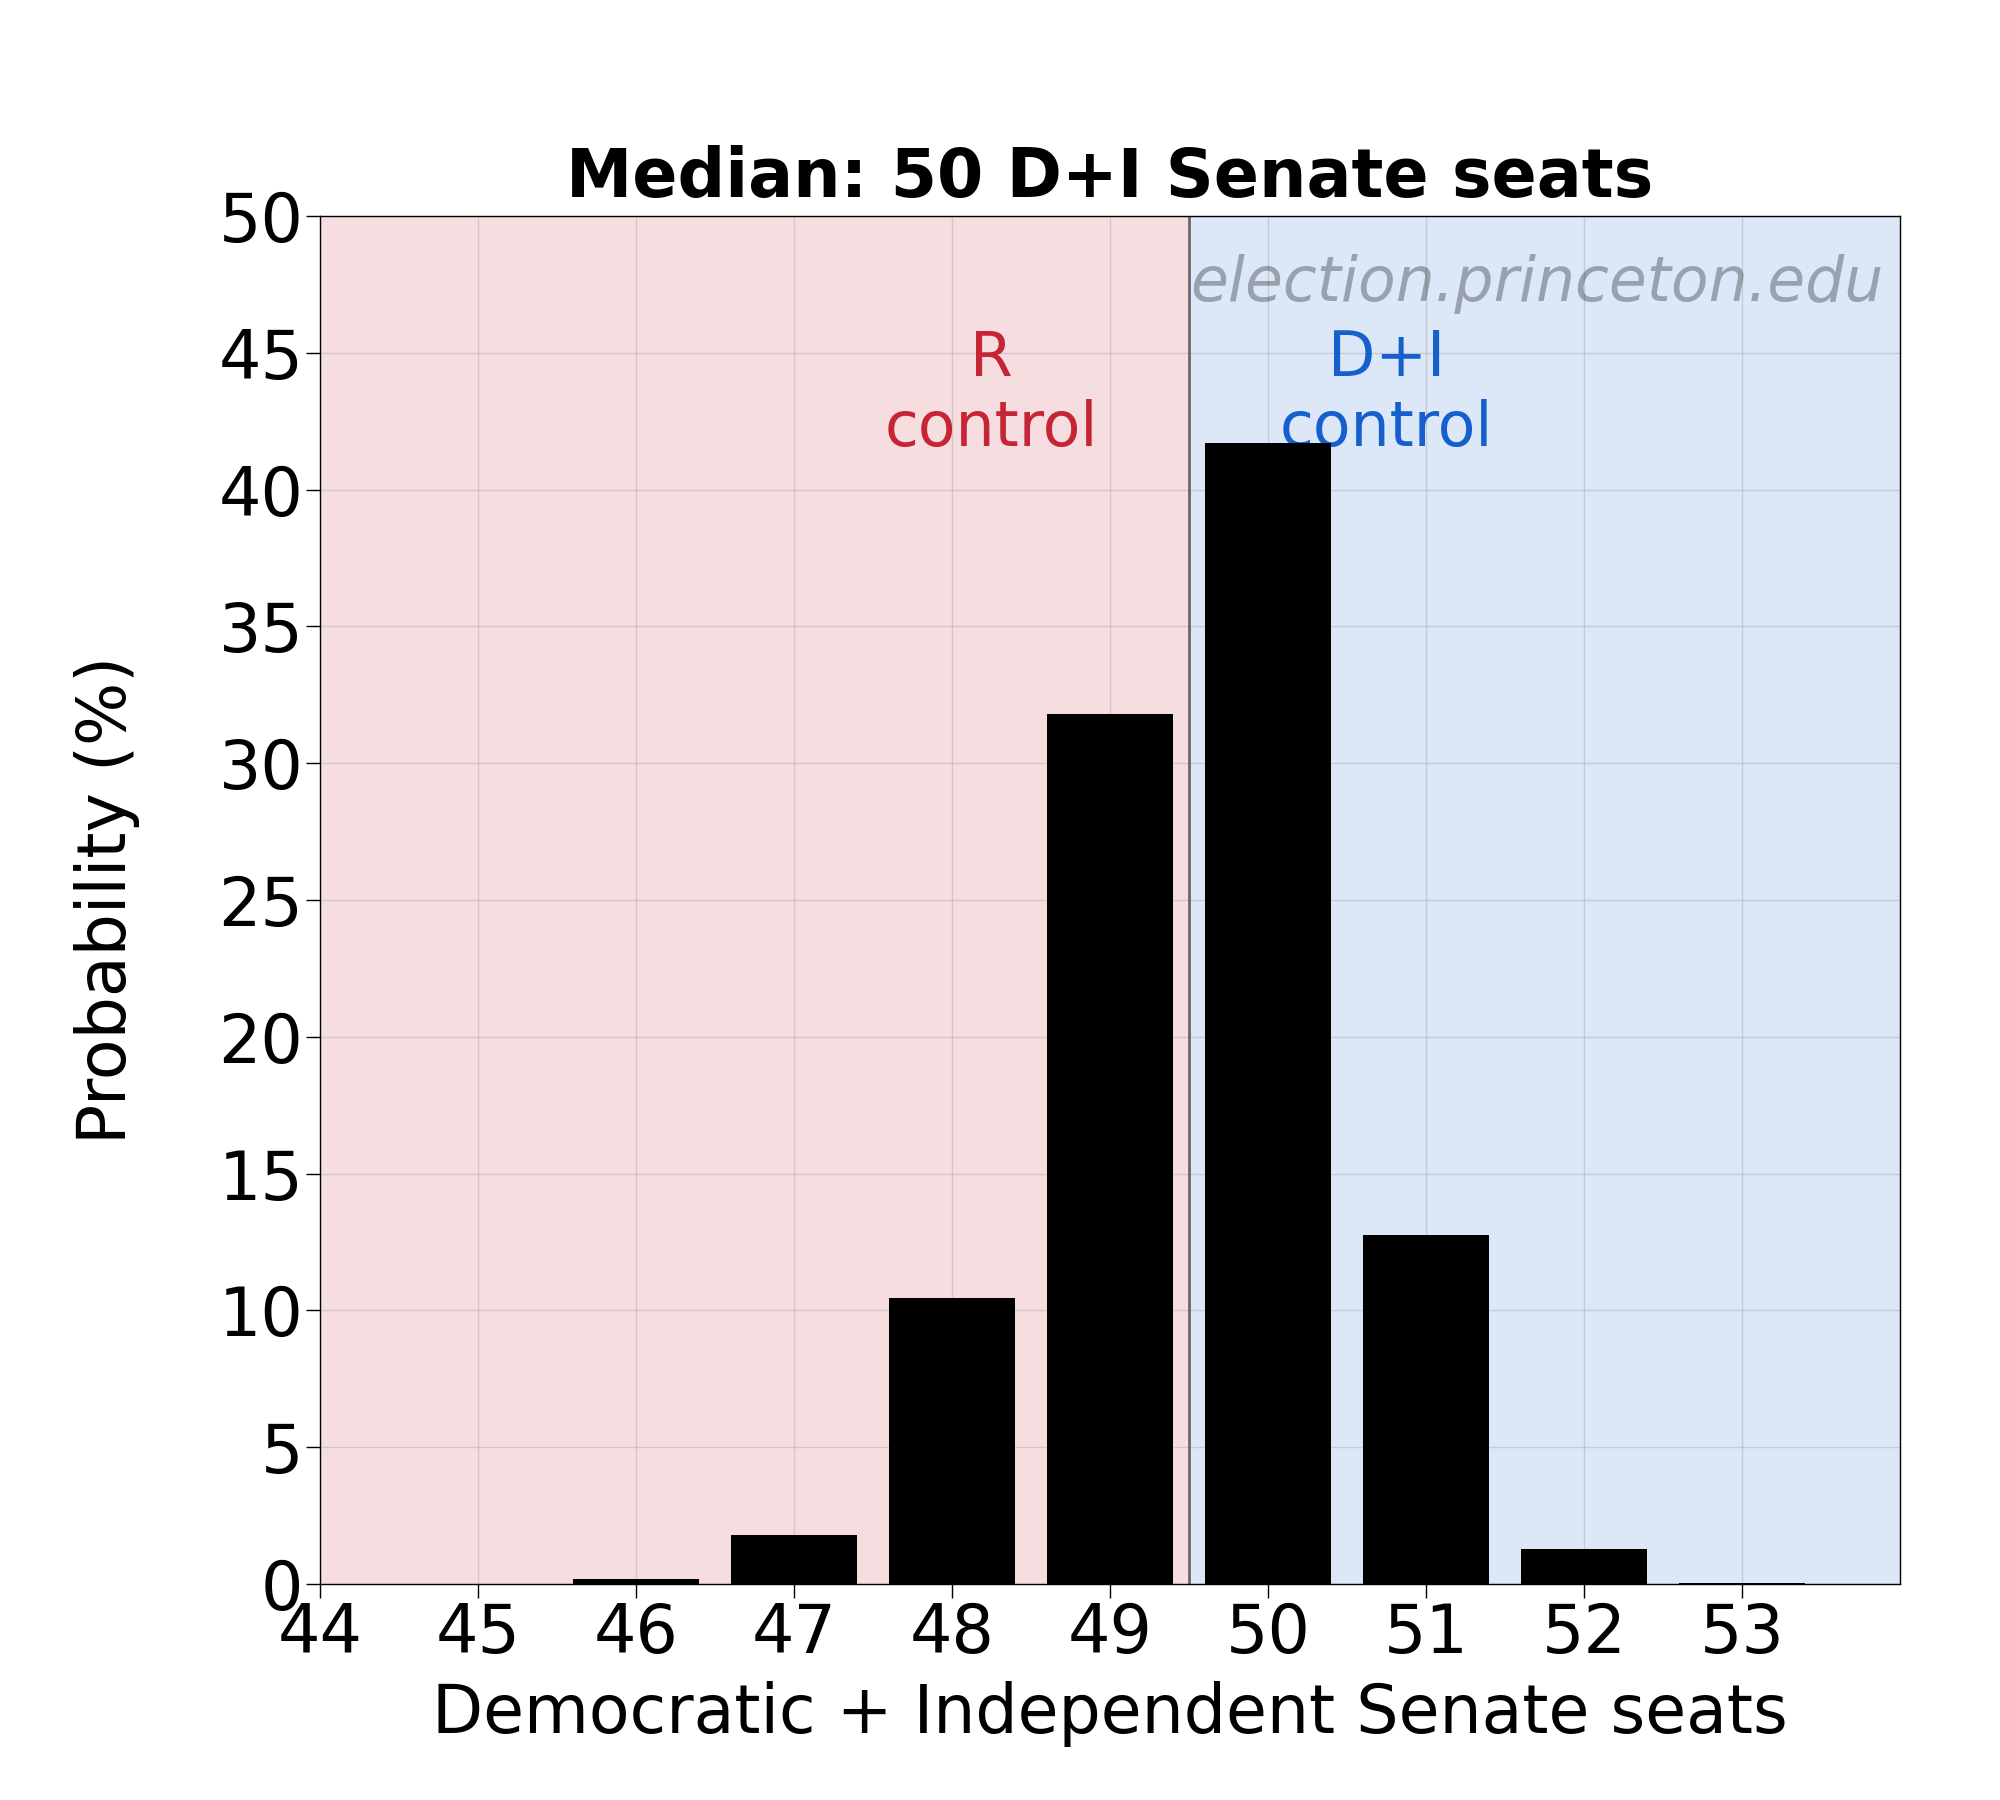 Median: 50 D+I Senate seats
election.princeton.edu
R
control
D+I
control
Probability (%)
50
45
40
35
30
25
20
15
10
5
0
44 45 46 47 48 49 50 51 52 53
Democratic + Independent Senate seats